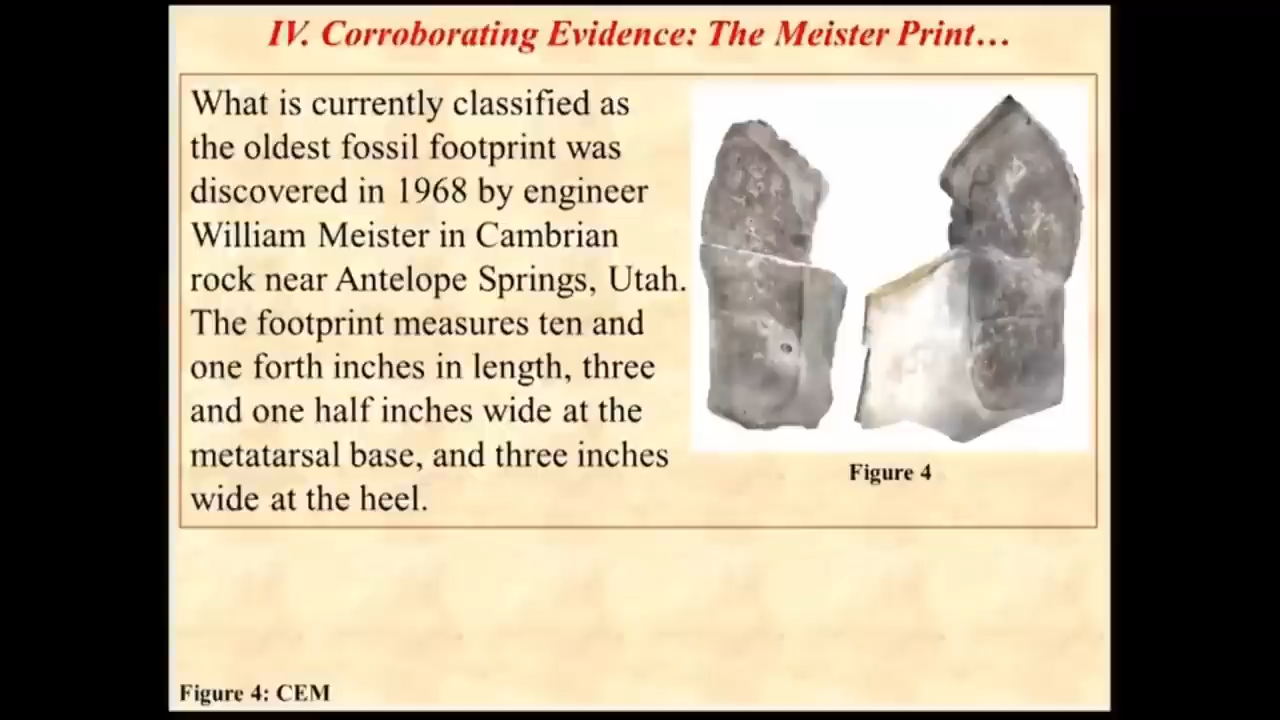 IV. Corroborating Evidence: The Meister Print…
What is currently classified as
the oldest fossil footprint was
discovered in 1968 by engineer
William Meister in Cambrian
rock near Antelope Springs, Utah.
The footprint measures ten and
one forth inches in length, three
and one half inches wide at the
metatarsal base, and three inches
wide at the heel.
Figure 4
Figure 4: CEM